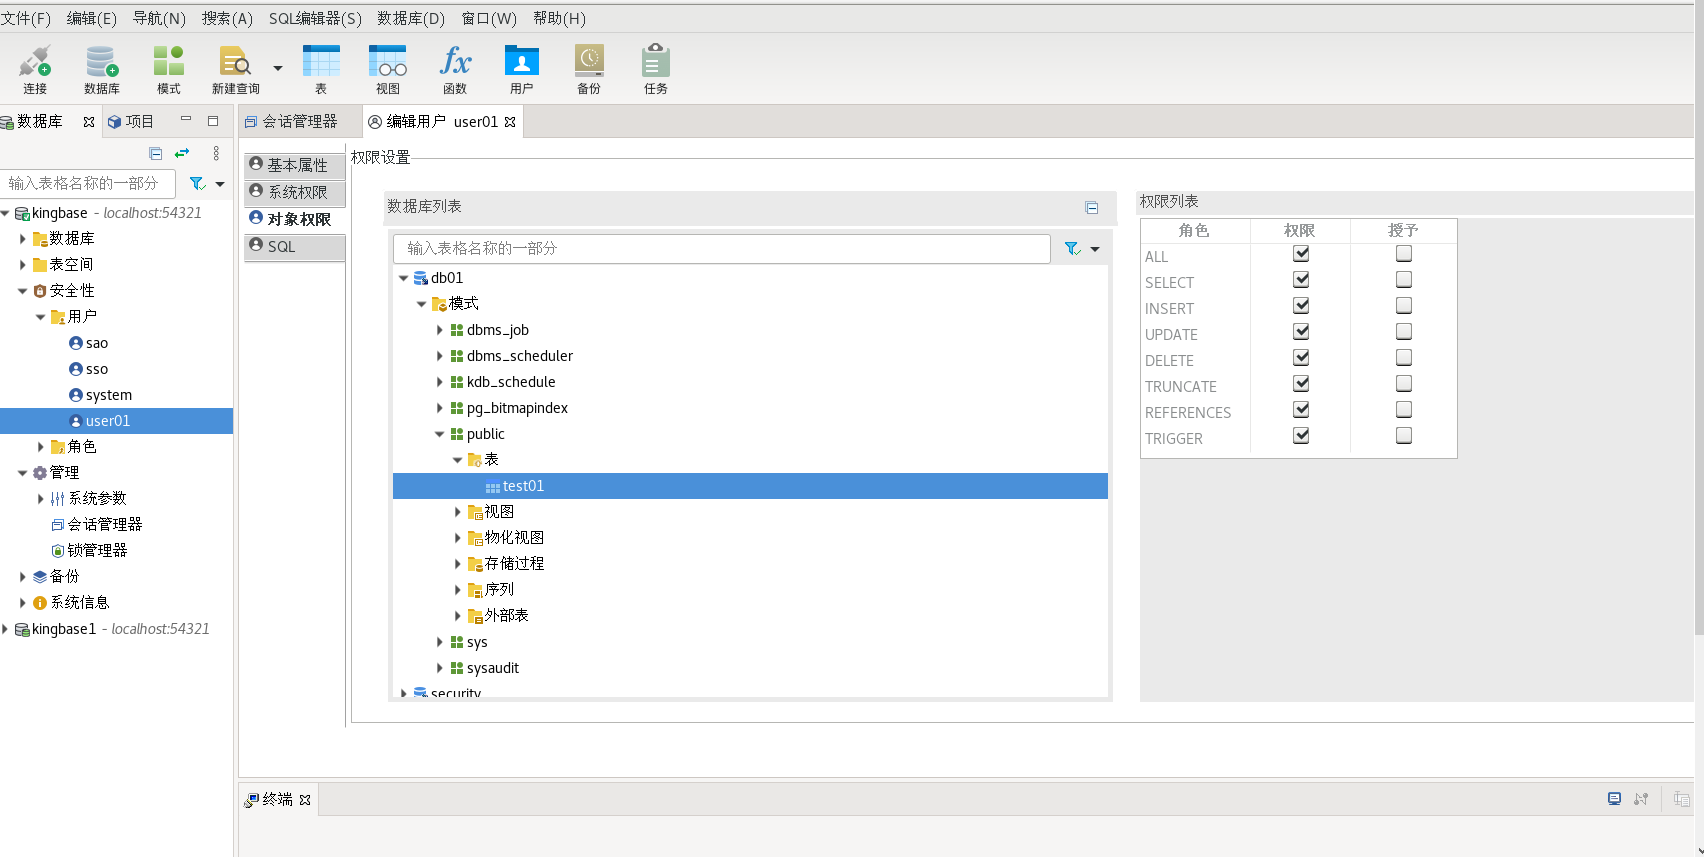 文件(F) 编辑(E) 导航(N) 搜索(A) SQL编辑器(S) 数据库(D) 窗口(W) 帮助(H)
连接 数据库 模式 新建查询 表 视图 函数 用户 备份 任务
数据库 项目
输入表格名称的一部分
kingbase - localhost:54321
数据库
表空间
安全性
用户
sao
sso
system
user01
角色
管理
系统参数
会话管理器
锁管理器
备份
系统信息
kingbase1 - localhost:54321
会话管理器 编辑用户 user01
基本属性
系统权限
对象权限
SQL
权限设置
数据库列表
输入表格名称的一部分
db01
模式
dbms_job
dbms_scheduler
kdb_schedule
pg_bitmapindex
public
表
test01
视图
物化视图
存储过程
序列
外部表
sys
sysaudit
security
权限列表
角色 权限 授予
ALL
SELECT
INSERT
UPDATE
DELETE
TRUNCATE
REFERENCES
TRIGGER
终端